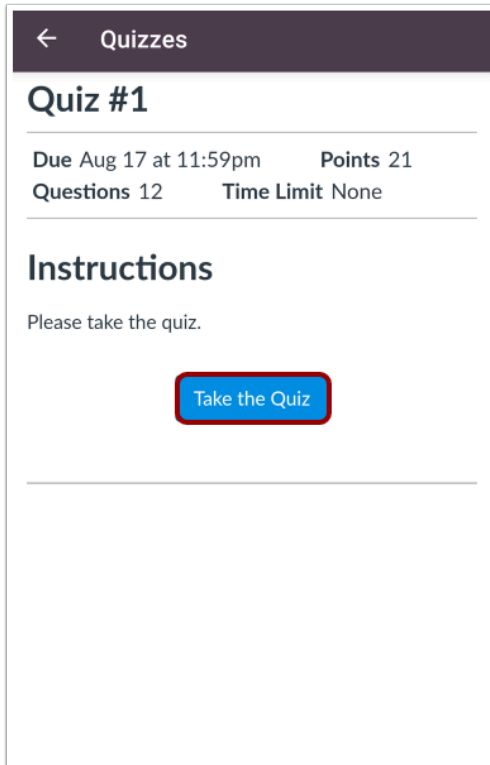 Quizzes
Quiz #1
Due Aug 17 at 11:59pm Points 21
Questions 12 Time Limit None
Instructions
Please take the quiz.
Take the Quiz